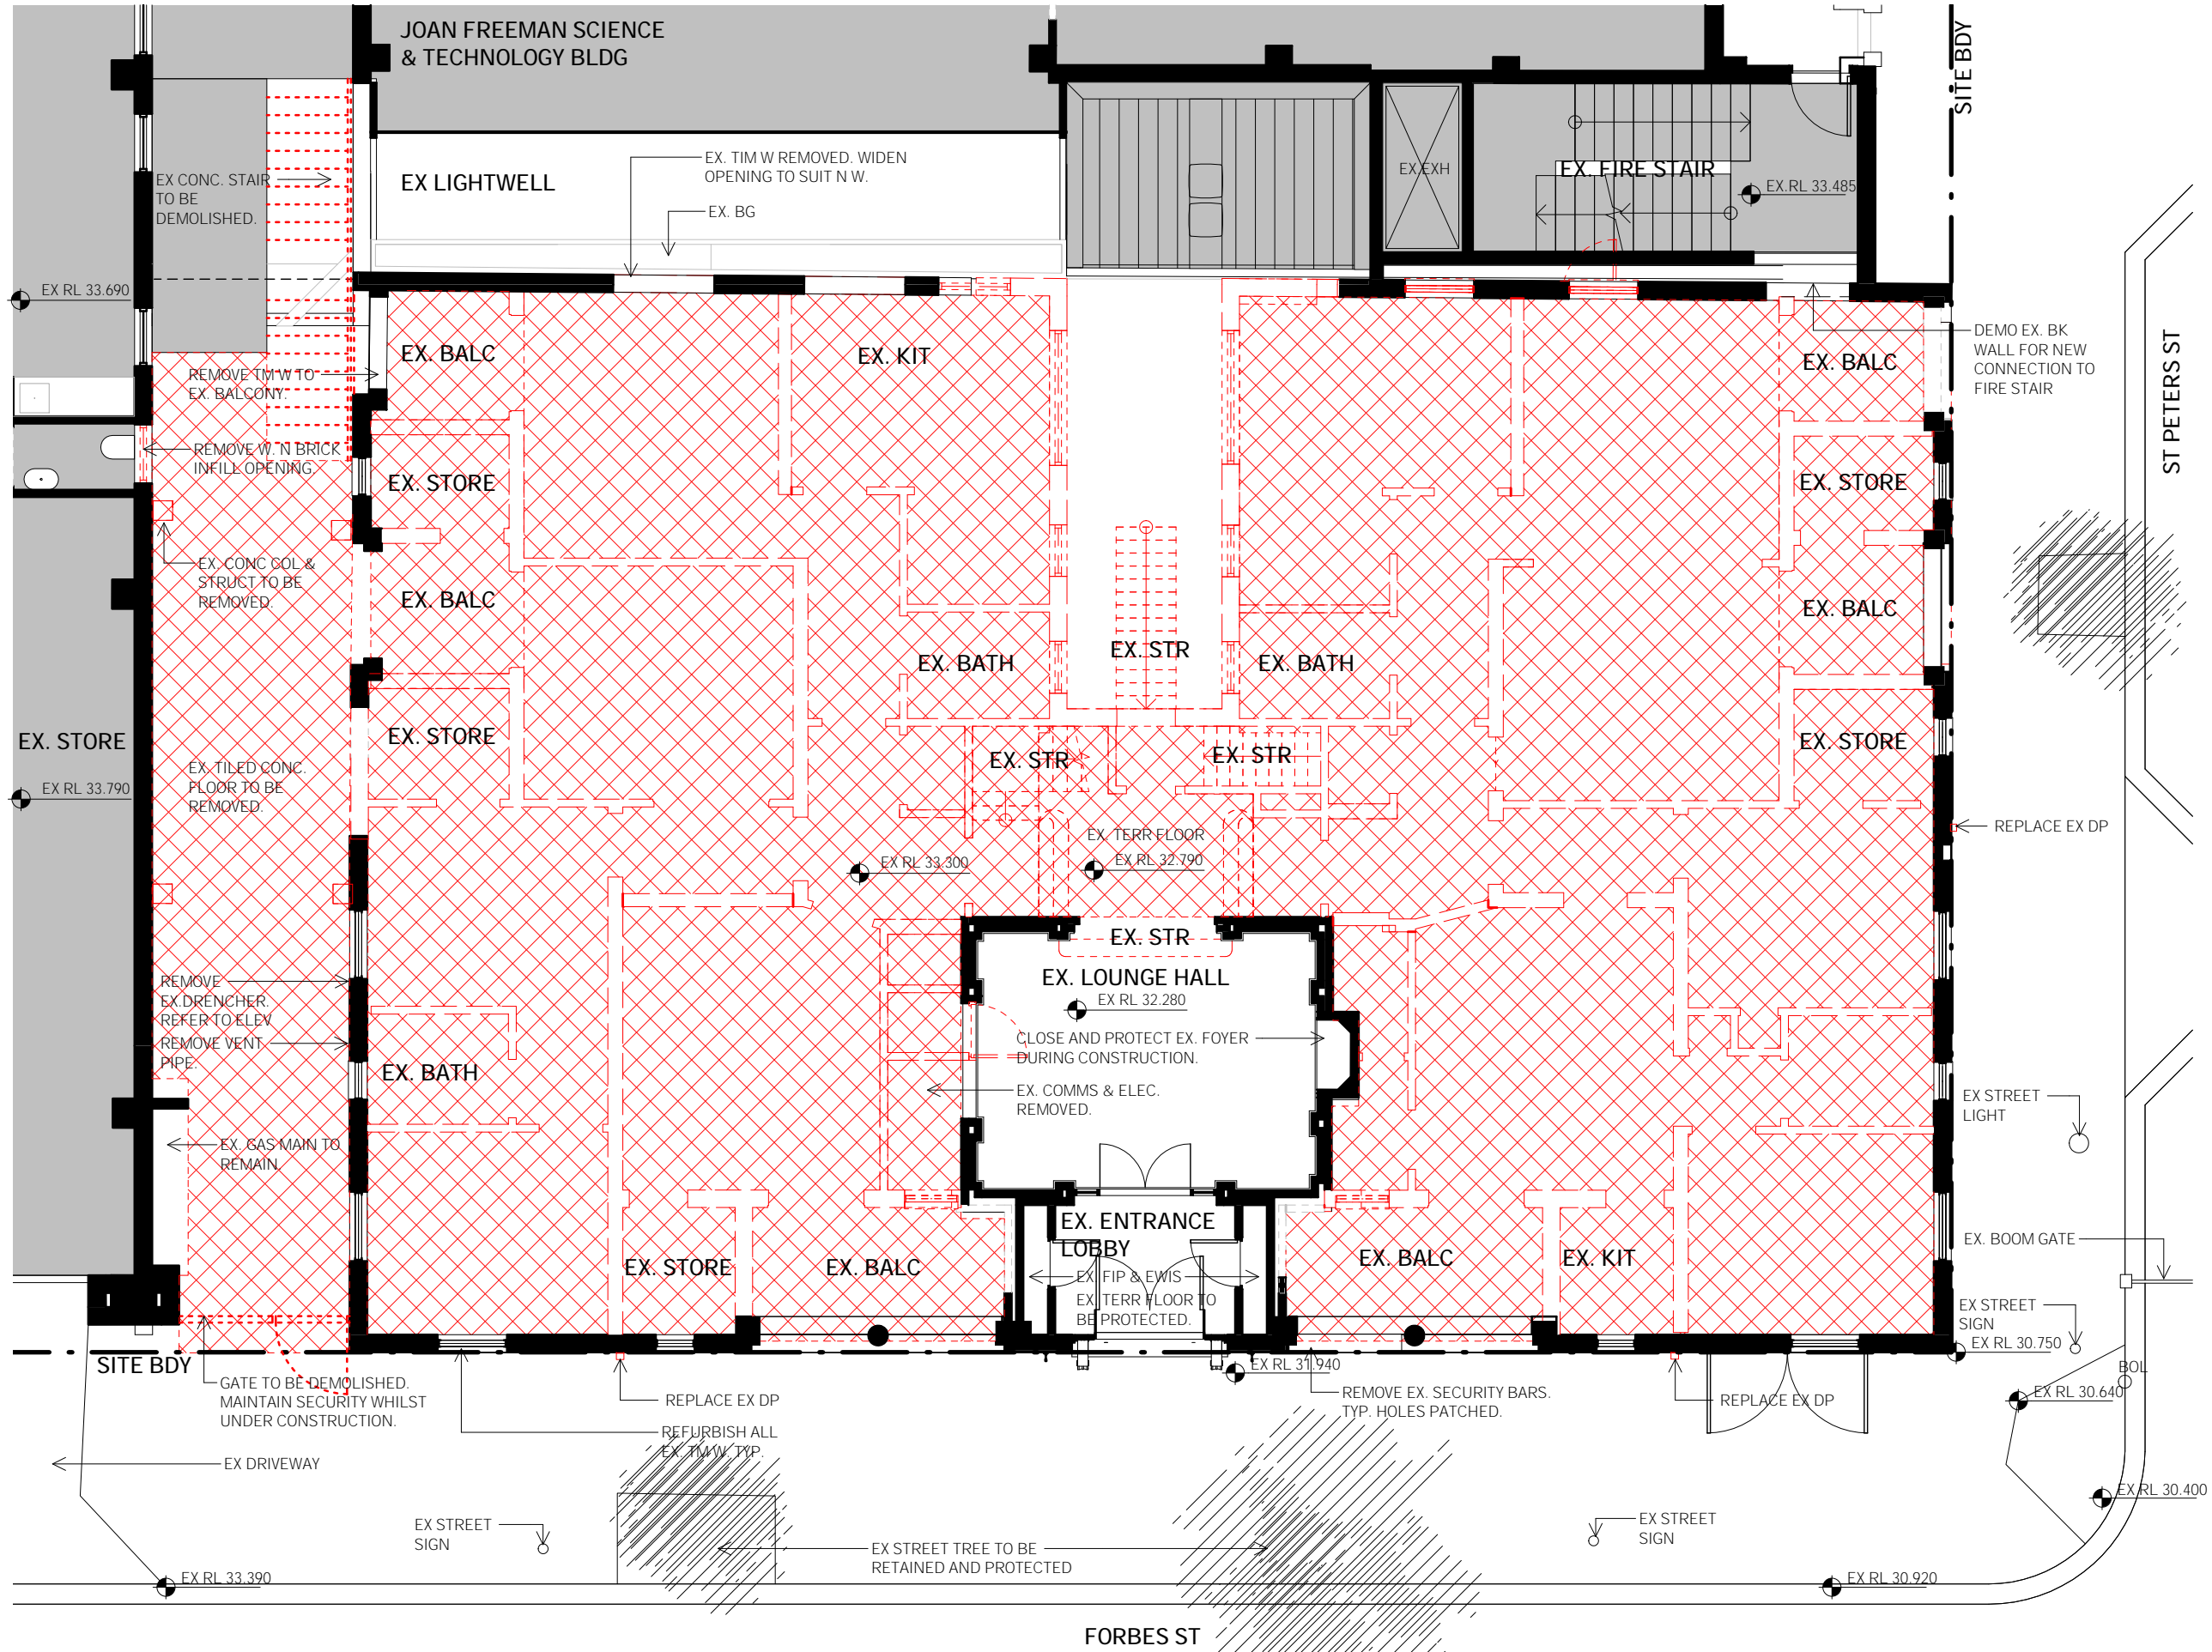 JOAN FREEMAN SCIENCE
& TECHNOLOGY BLDG
SITE BDY
EX. TIM W REMOVED. WIDEN
OPENING TO SUIT N W.
EX CONC. STAIR
TO BE
DEMOLISHED.
EX LIGHTWELL
EX. BG
EX.EXH
EX. FIRE STAIR
EX.RL 33.485
EX RL 33.690
DEMO EX. BK
WALL FOR NEW
CONNECTION TO
FIRE STAIR
ST PETERS ST
EX. BALC
EX. KIT
EX. BALC
REMOVE TM W TO
EX. BALCONY.
REMOVE W. N BRICK
INFILL OPENING.
EX. STORE
EX. STORE
EX. CONC COL &
STRUCT TO BE
REMOVED.
EX. BALC
EX. BALC
EX. BATH
EX. STR
EX. BATH
EX. STORE
EX. STORE
EX. STORE
EX. STR
EX. STR
EX. TILED CONC.
FLOOR TO BE
REMOVED.
EX RL 33.790
EX. TERR FLOOR
EX RL 33.300
EX RL 32.790
REPLACE EX DP
EX. STR
EX. LOUNGE HALL
EX RL 32.280
REMOVE
EX.DRENCHER.
REFER TO ELEV
REMOVE VENT
PIPE.
CLOSE AND PROTECT EX. FOYER
DURING CONSTRUCTION.
EX. BATH
EX. COMMS & ELEC.
REMOVED.
EX STREET
LIGHT
EX. GAS MAIN TO
REMAIN.
EX. ENTRANCE
LOBBY
EX. BOOM GATE
EX. STORE
EX. BALC
EX. FIP & EWIS
EX. TERR FLOOR TO
BE PROTECTED.
EX. BALC
EX. KIT
EX STREET
SIGN
EX RL 30.750
SITE BDY
EX RL 31.940
BOL
GATE TO BE DEMOLISHED.
MAINTAIN SECURITY WHILST
UNDER CONSTRUCTION.
REPLACE EX DP
REMOVE EX. SECURITY BARS.
TYP. HOLES PATCHED.
REPLACE EX DP
EX RL 30.640
REFURBISH ALL
EX. TM W. TYP.
EX DRIVEWAY
EX RL 30.400
EX STREET
SIGN
EX STREET TREE TO BE
RETAINED AND PROTECTED
EX STREET
SIGN
EX RL 33.390
EX RL 30.920
FORBES ST